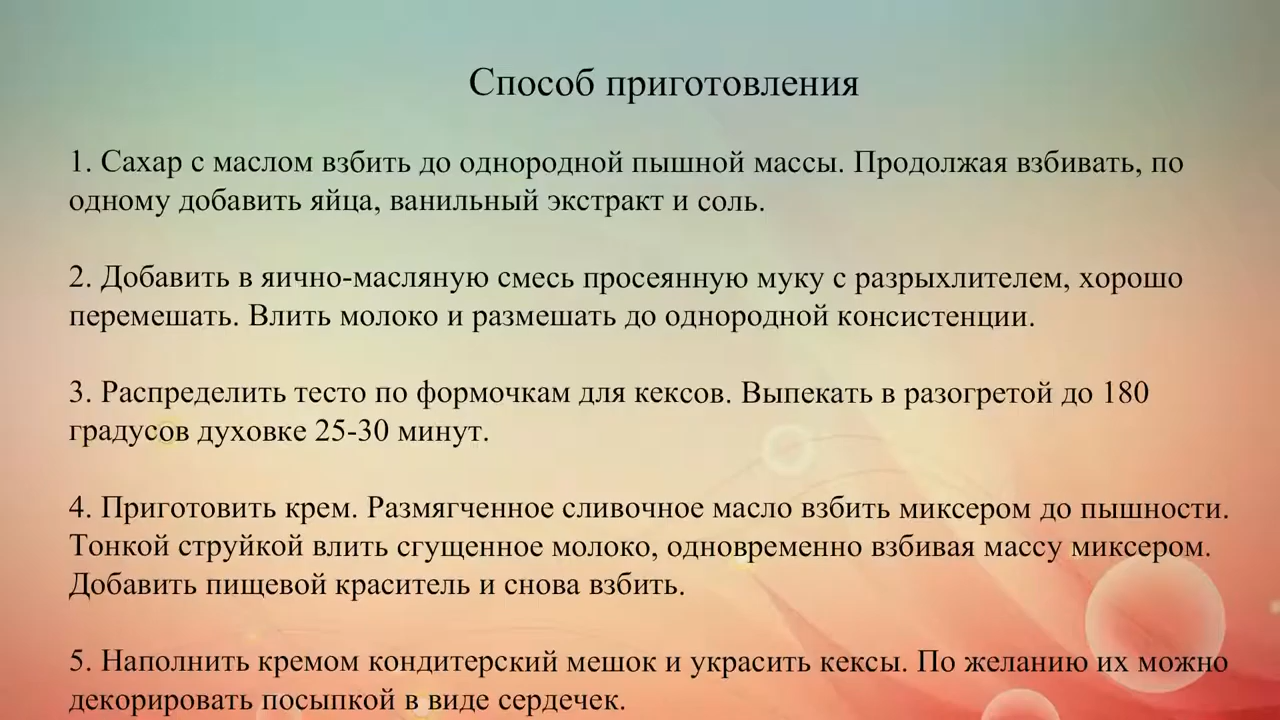 Способ приготовления
1. Сахар с маслом взбить до однородной пышной массы. Продолжая взбивать, по
одному добавить яйца, ванильный экстракт и соль.
2. Добавить в яично-масляную смесь просеянную муку с разрыхлителем, хорошо
перемешать. Влить молоко и размешать до однородной консистенции.
3. Распределить тесто по формочкам для кексов. Выпекать в разогретой до 180
градусов духовке 25-30 минут.
4. Приготовить крем. Размягченное сливочное масло взбить миксером до пышности.
Тонкой струйкой влить сгущенное молоко, одновременно взбивая массу миксером.
Добавить пищевой краситель и снова взбить.
5. Наполнить кремом кондитерский мешок и украсить кексы. По желанию их можно
декорировать посыпкой в виде сердечек.